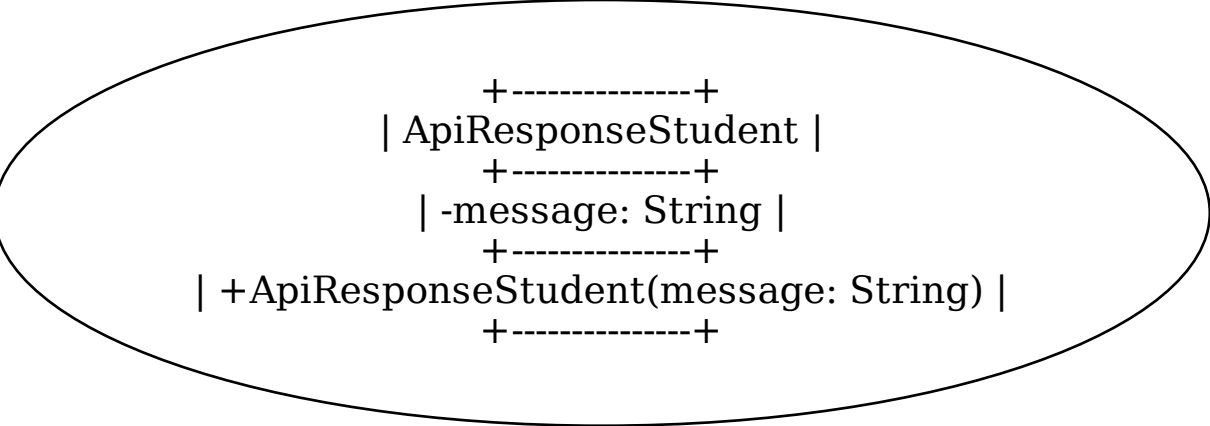 +---------------+
| ApiResponseStudent |
+---------------+
| -message: String |
+---------------+
| +ApiResponseStudent(message: String) |
+---------------+